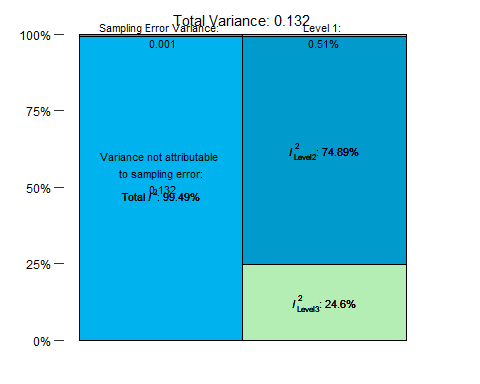 Total Variance: 0.132
Sampling Error Variance:
0.001
Level 1:
0.51%
100%
75%
50%
25%
0%
Variance not attributable
to sampling error:
0.132
Total I²: 99.49%
I²Level2: 74.89%
I²Level3: 24.6%